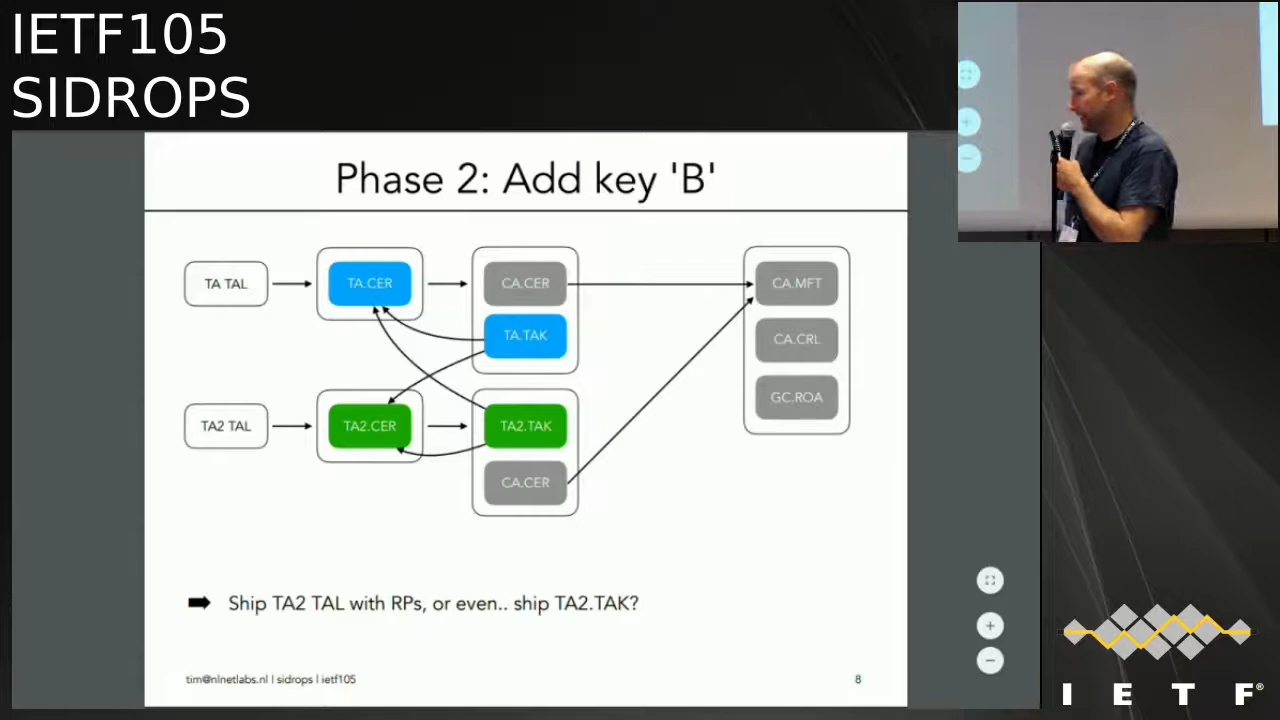 IETF105
SIDROPS
Phase 2: Add key 'B'
TA TAL
TA.CER
CA.CER
CA.MFT
TA.TAK
CA.CRL
GC.ROA
TA2 TAL
TA2.CER
TA2.TAK
CA.CER
Ship TA2 TAL with RPs, or even.. ship TA2.TAK?
tim@nlnetlabs.nl | sidrops | ietf105
8
I E T F®